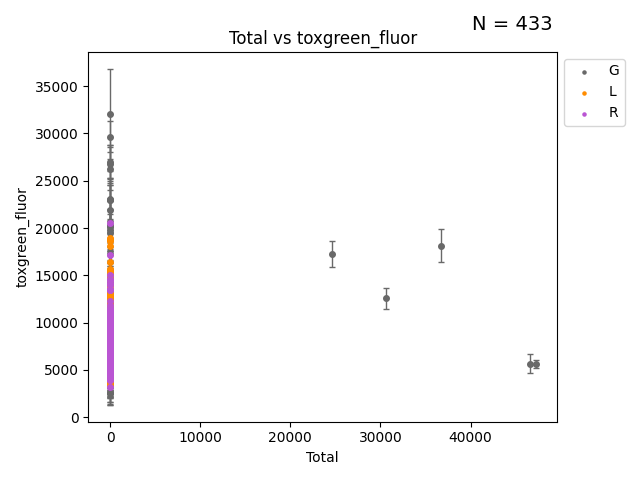 N = 433
Total vs toxgreen_fluor
G
L
R
35000
30000
25000
20000
15000
10000
5000
0
toxgreen_fluor
0 10000 20000 30000 40000
Total